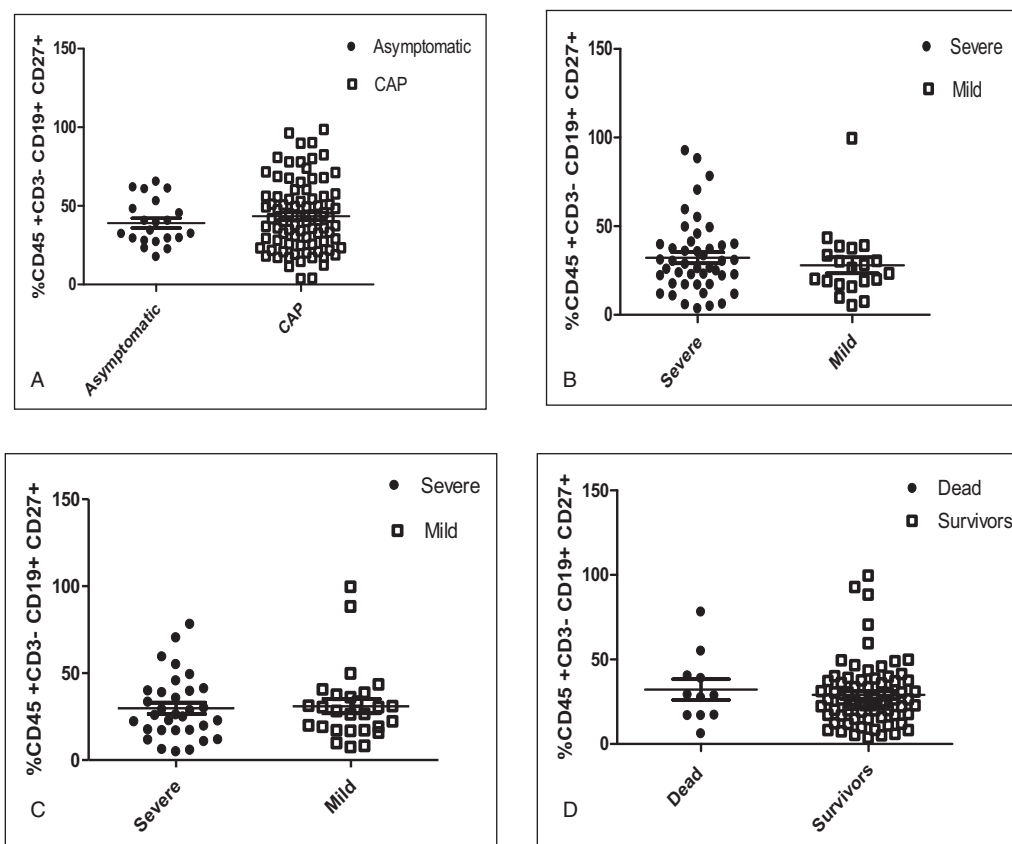 %CD45 +CD3- CD19+ CD27+
150
100
50
0
Asymptomatic
CAP
Asymptomatic
CAP
A
%CD45 +CD3- CD19+ CD27+
150
100
50
0
Severe
Mild
Severe
Mild
B
%CD45 +CD3- CD19+ CD27+
150
100
50
0
Severe
Mild
Severe
Mild
C
%CD45 +CD3- CD19+ CD27+
150
100
50
0
Dead
Survivors
Dead
Survivors
D